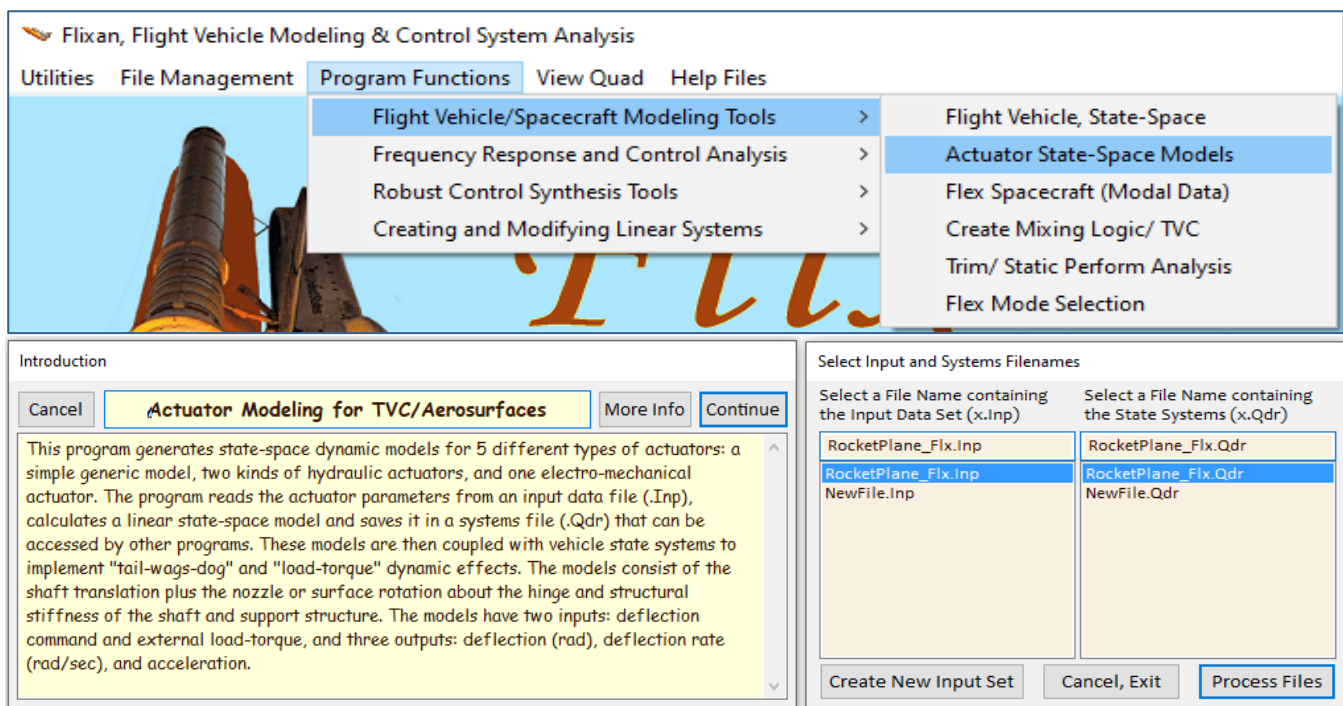 Flixan, Flight Vehicle Modeling & Control System Analysis
Utilities File Management Program Functions View Quad Help Files
Flight Vehicle/Spacecraft Modeling Tools >
Frequency Response and Control Analysis >
Robust Control Synthesis Tools >
Creating and Modifying Linear Systems >
Flight Vehicle, State-Space
Actuator State-Space Models
Flex Spacecraft (Modal Data)
Create Mixing Logic/ TVC
Trim/ Static Perform Analysis
Flex Mode Selection
Introduction
Cancel Actuator Modeling for TVC/Aerosurfaces More Info Continue
This program generates state-space dynamic models for 5 different types of actuators: a
simple generic model, two kinds of hydraulic actuators, and one electro-mechanical
actuator. The program reads the actuator parameters from an input data file (.Inp),
calculates a linear state-space model and saves it in a systems file (.Qdr) that can be
accessed by other programs. These models are then coupled with vehicle state systems to
implement "tail-wags-dog" and "load-torque" dynamic effects. The models consist of the
shaft translation plus the nozzle or surface rotation about the hinge and structural
stiffness of the shaft and support structure. The models have two inputs: deflection
command and external load-torque, and three outputs: deflection (rad), deflection rate
(rad/sec), and acceleration.
Select Input and Systems Filenames
Select a File Name containing
the Input Data Set (x.Inp)
RocketPlane_Flx.Inp
RocketPlane_Flx.Inp
NewFile.Inp
Select a File Name containing
the State Systems (x.Qdr)
RocketPlane_Flx.Qdr
RocketPlane_Flx.Qdr
NewFile.Qdr
Create New Input Set Cancel, Exit Process Files